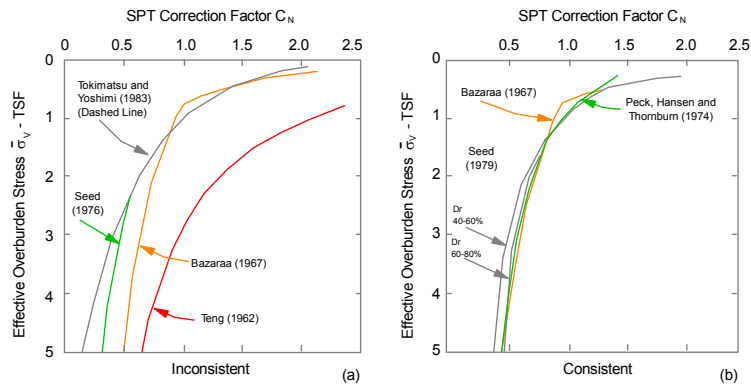 SPT Correction Factor C N
0 0.5 1.0 1.5 2.0 2.5
Effective Overburden Stress σ̄ V - TSF
0
1
2
3
4
5
Tokimatsu and
Yoshimi (1983)
(Dashed Line)
Seed
(1976)
Bazaraa (1967)
Teng (1962)
Inconsistent
(a)
SPT Correction Factor C N
0.5 1.0 1.5 2.0 2.5
Effective Overburden Stress σ̄ V - TSF
0
1
2
3
4
5
Bazaraa (1967)
Peck, Hansen and
Thornburn (1974)
Seed
(1979)
Dr
40-60%
Dr
60-80%
Consistent
(b)